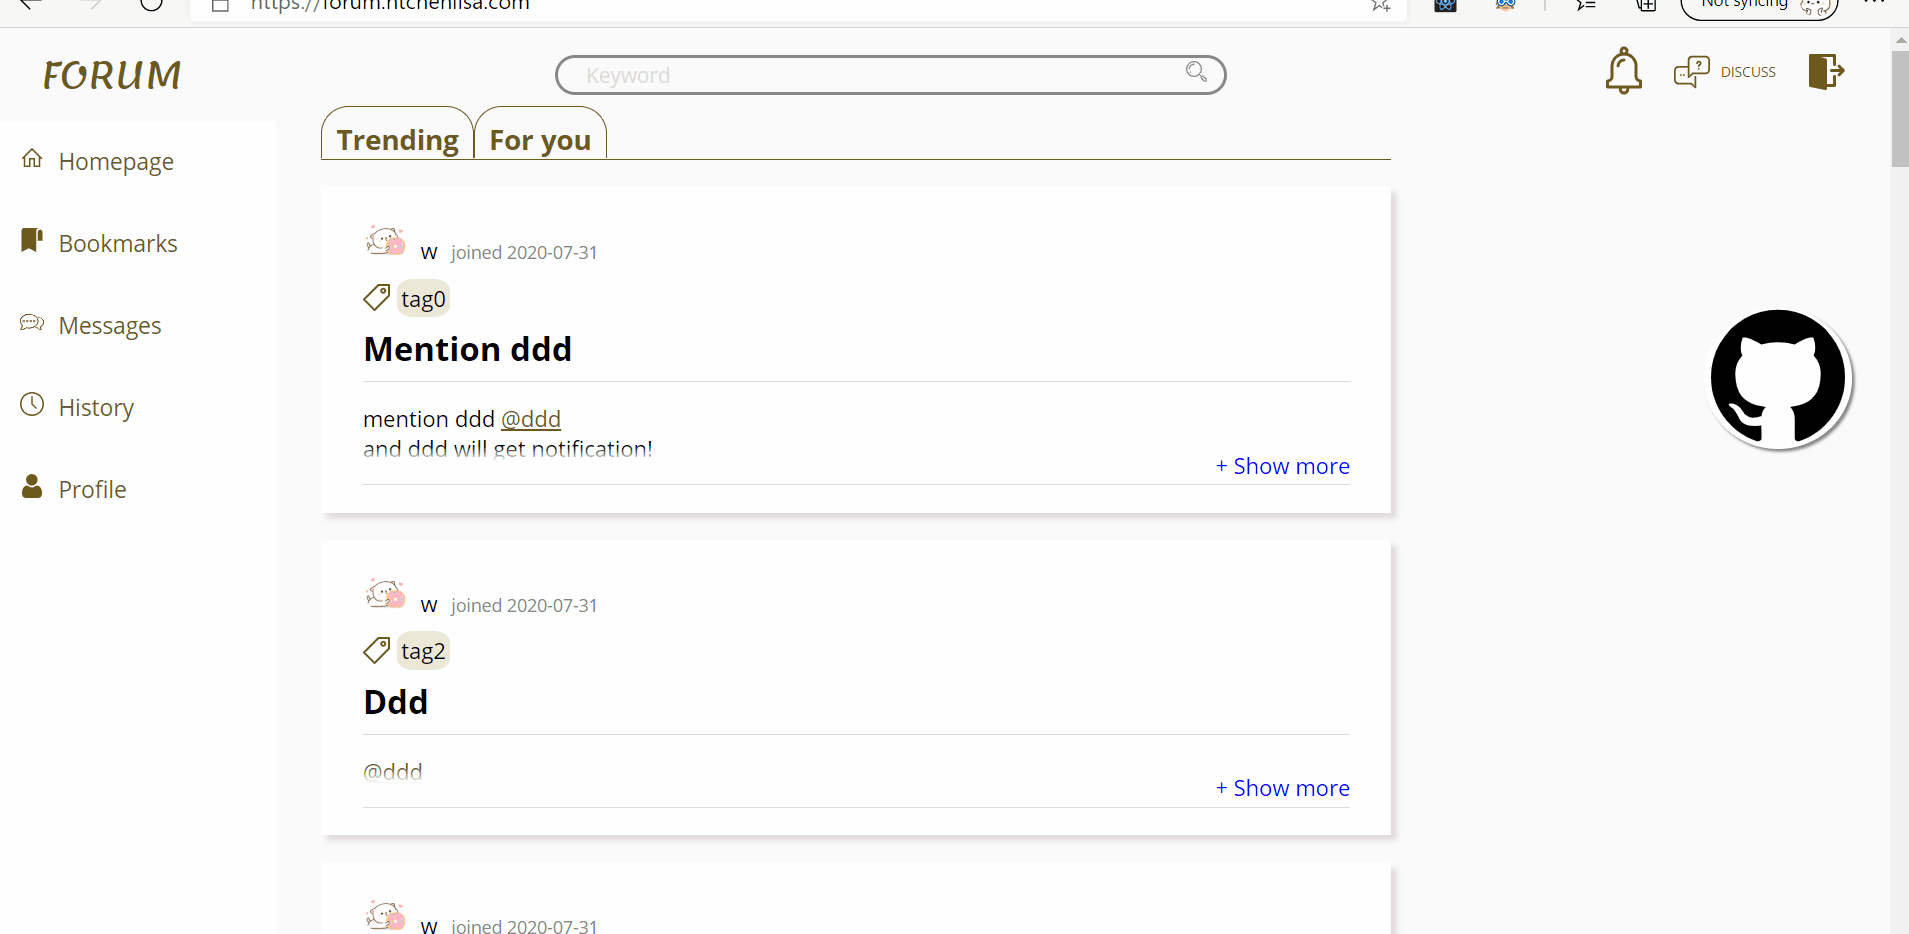 https://forum.htchenlisa.com
Not syncing
FORUM
Keyword
DISCUSS
Trending
For you
Homepage
Bookmarks
Messages
History
Profile
w joined 2020-07-31
tag0
Mention ddd
mention ddd @ddd
and ddd will get notification!
+ Show more
w joined 2020-07-31
tag2
Ddd
@ddd
+ Show more
w joined 2020-07-31